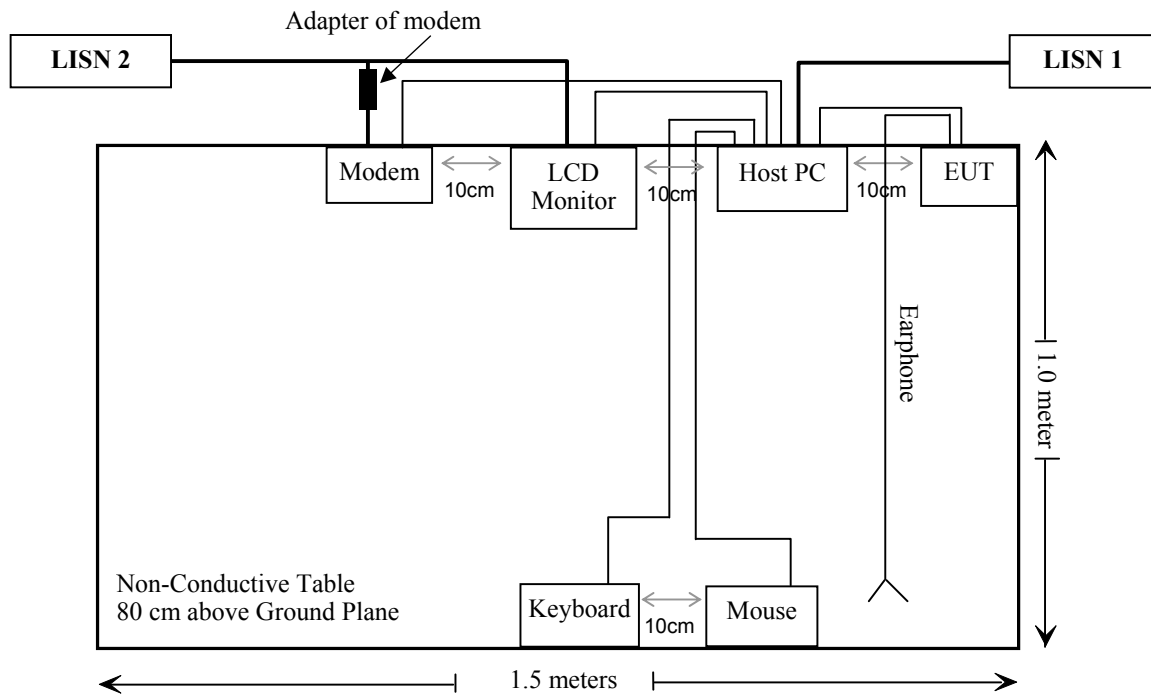 Adapter of modem
LISN 2
LISN 1
Modem
10cm
LCD
Monitor
10cm
Host PC
10cm
EUT
Earphone
1.0 meter
Non-Conductive Table
80 cm above Ground Plane
Keyboard
10cm
Mouse
1.5 meters